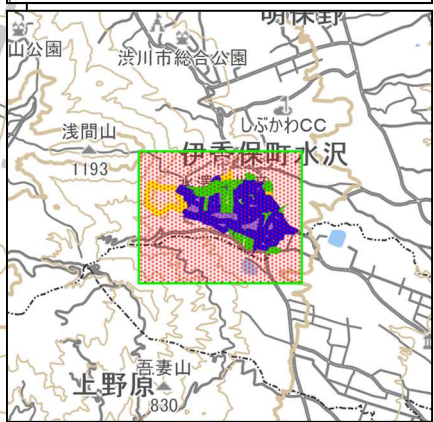 明保野
山公園
渋川市総合公園
しぶかわCC
浅間山
伊香保町水沢
1193
吾妻山
上野原
830